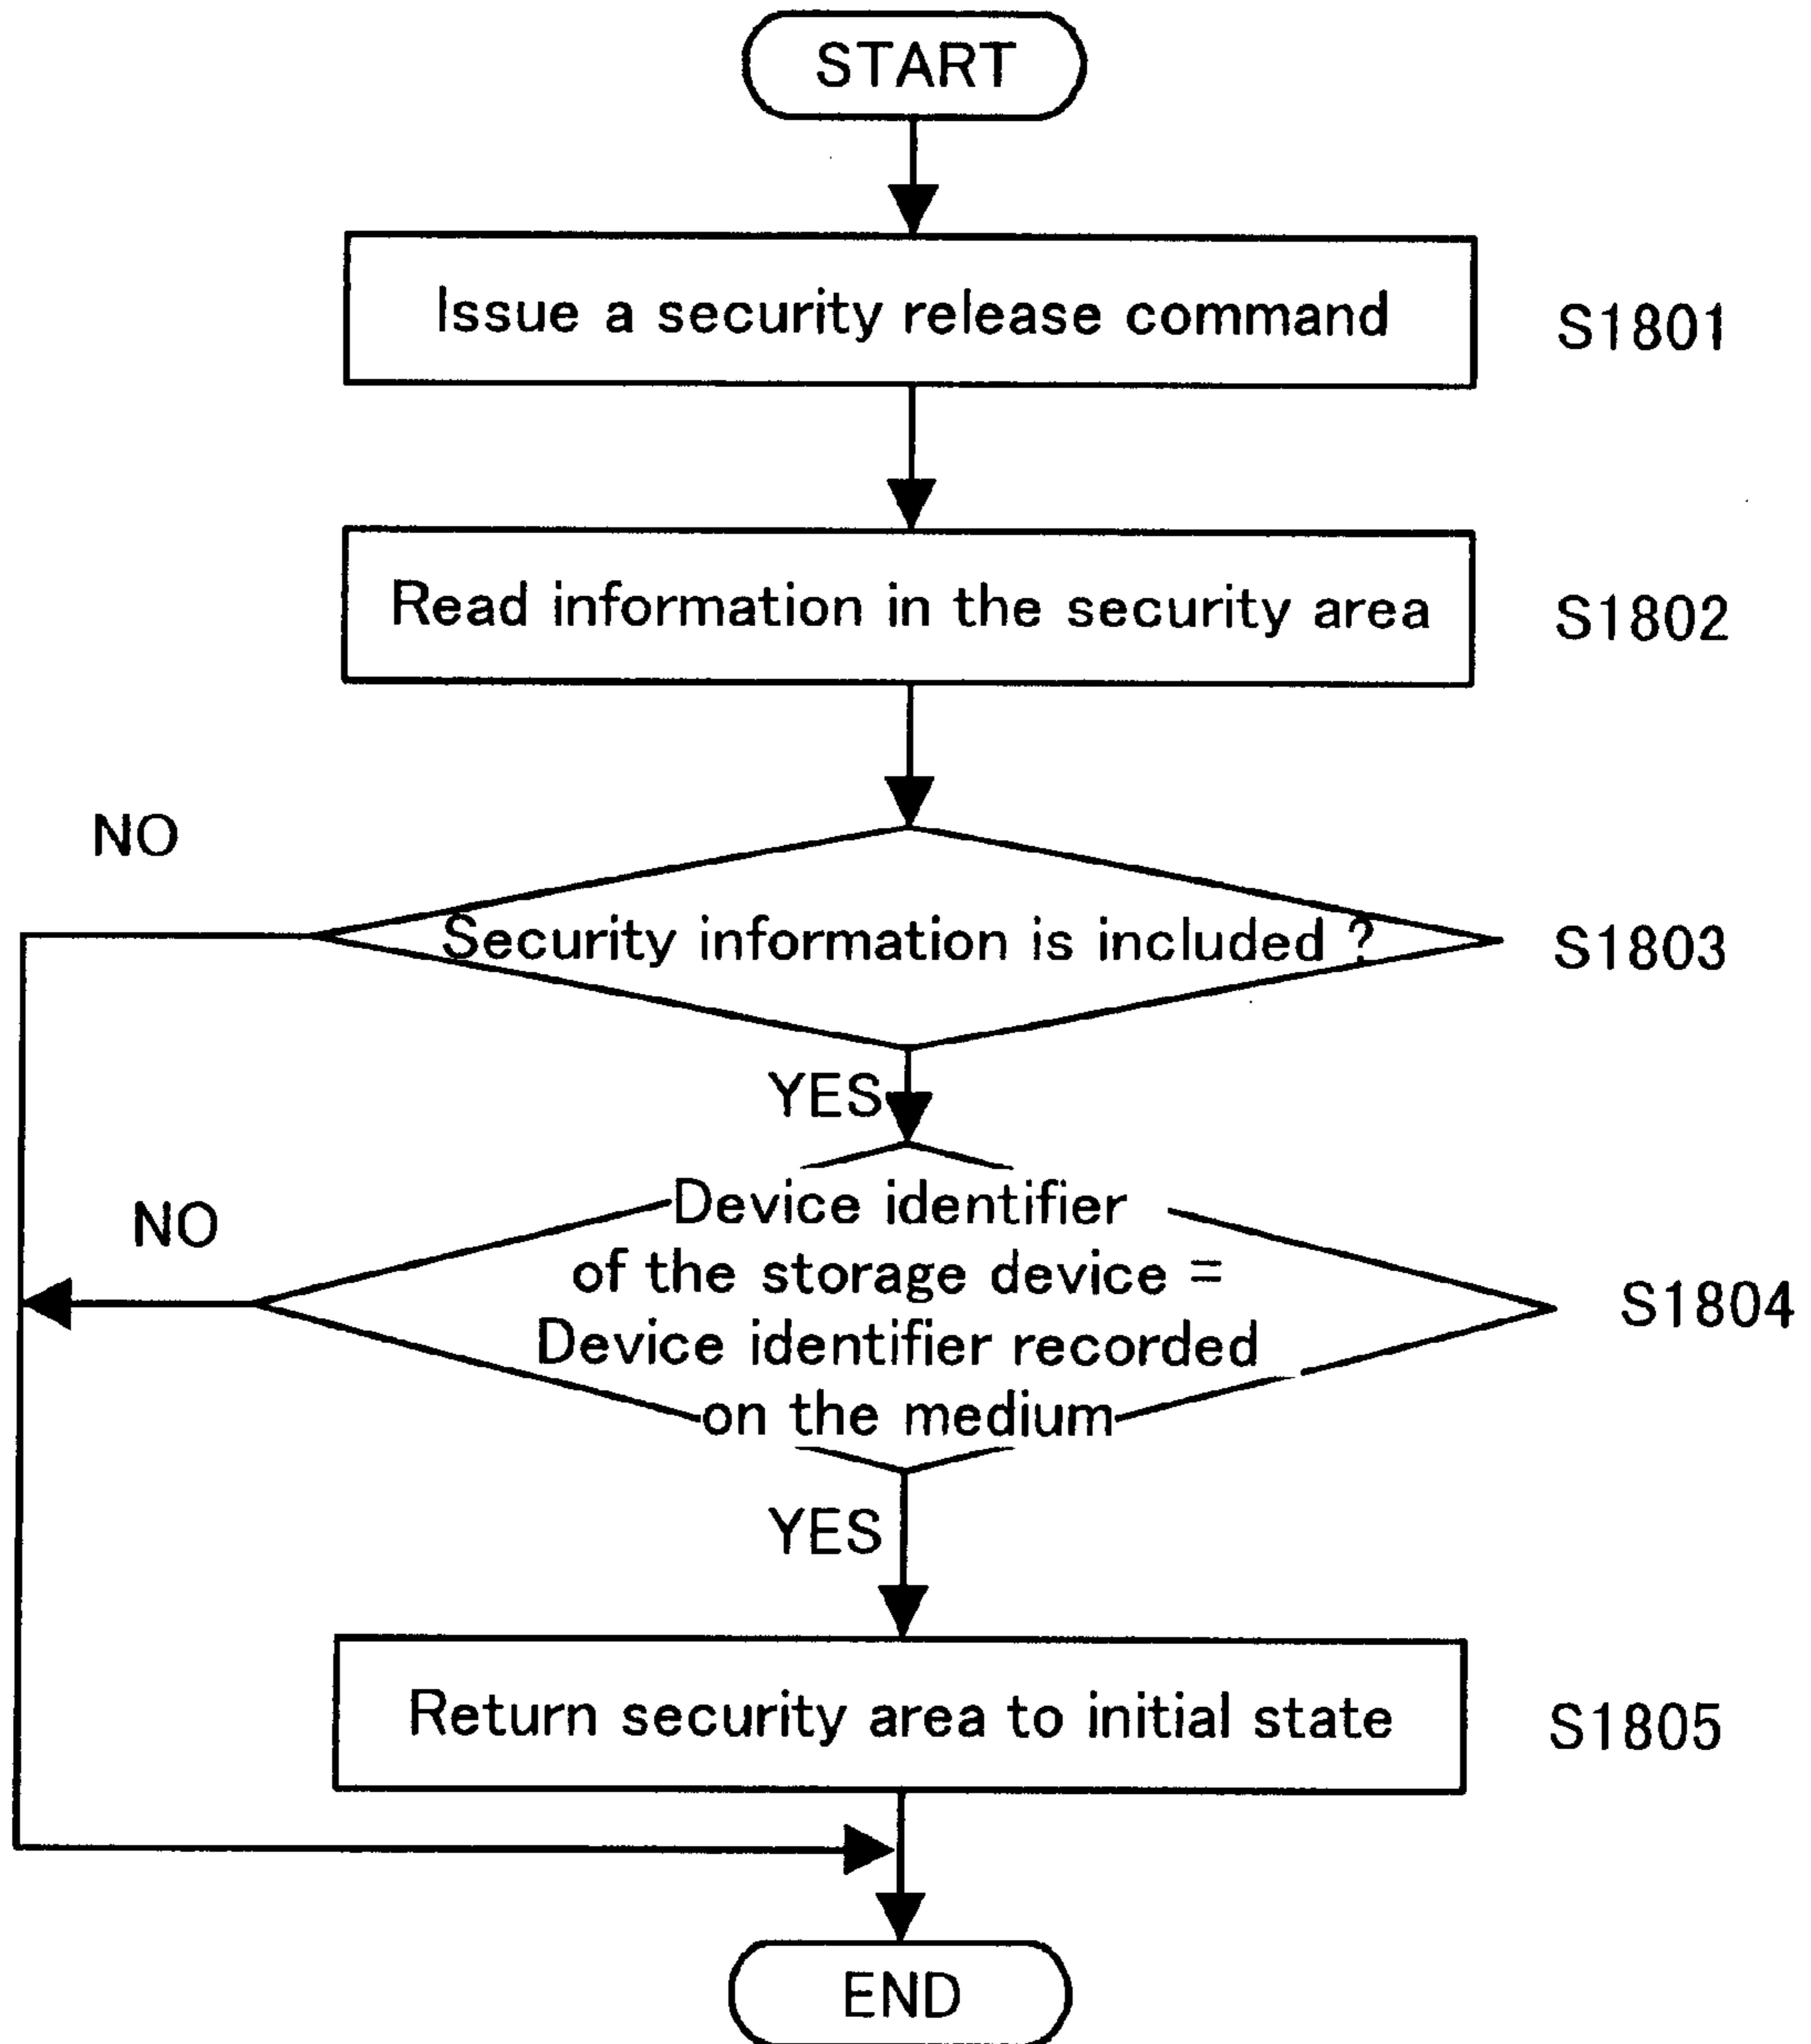 START
Issue a security release command
S1801
Read information in the security area
S1802
NO
Security information is included ?
S1803
YES
NO
Device identifier
of the storage device =
Device identifier recorded
on the medium
S1804
YES
Return security area to initial state
S1805
END